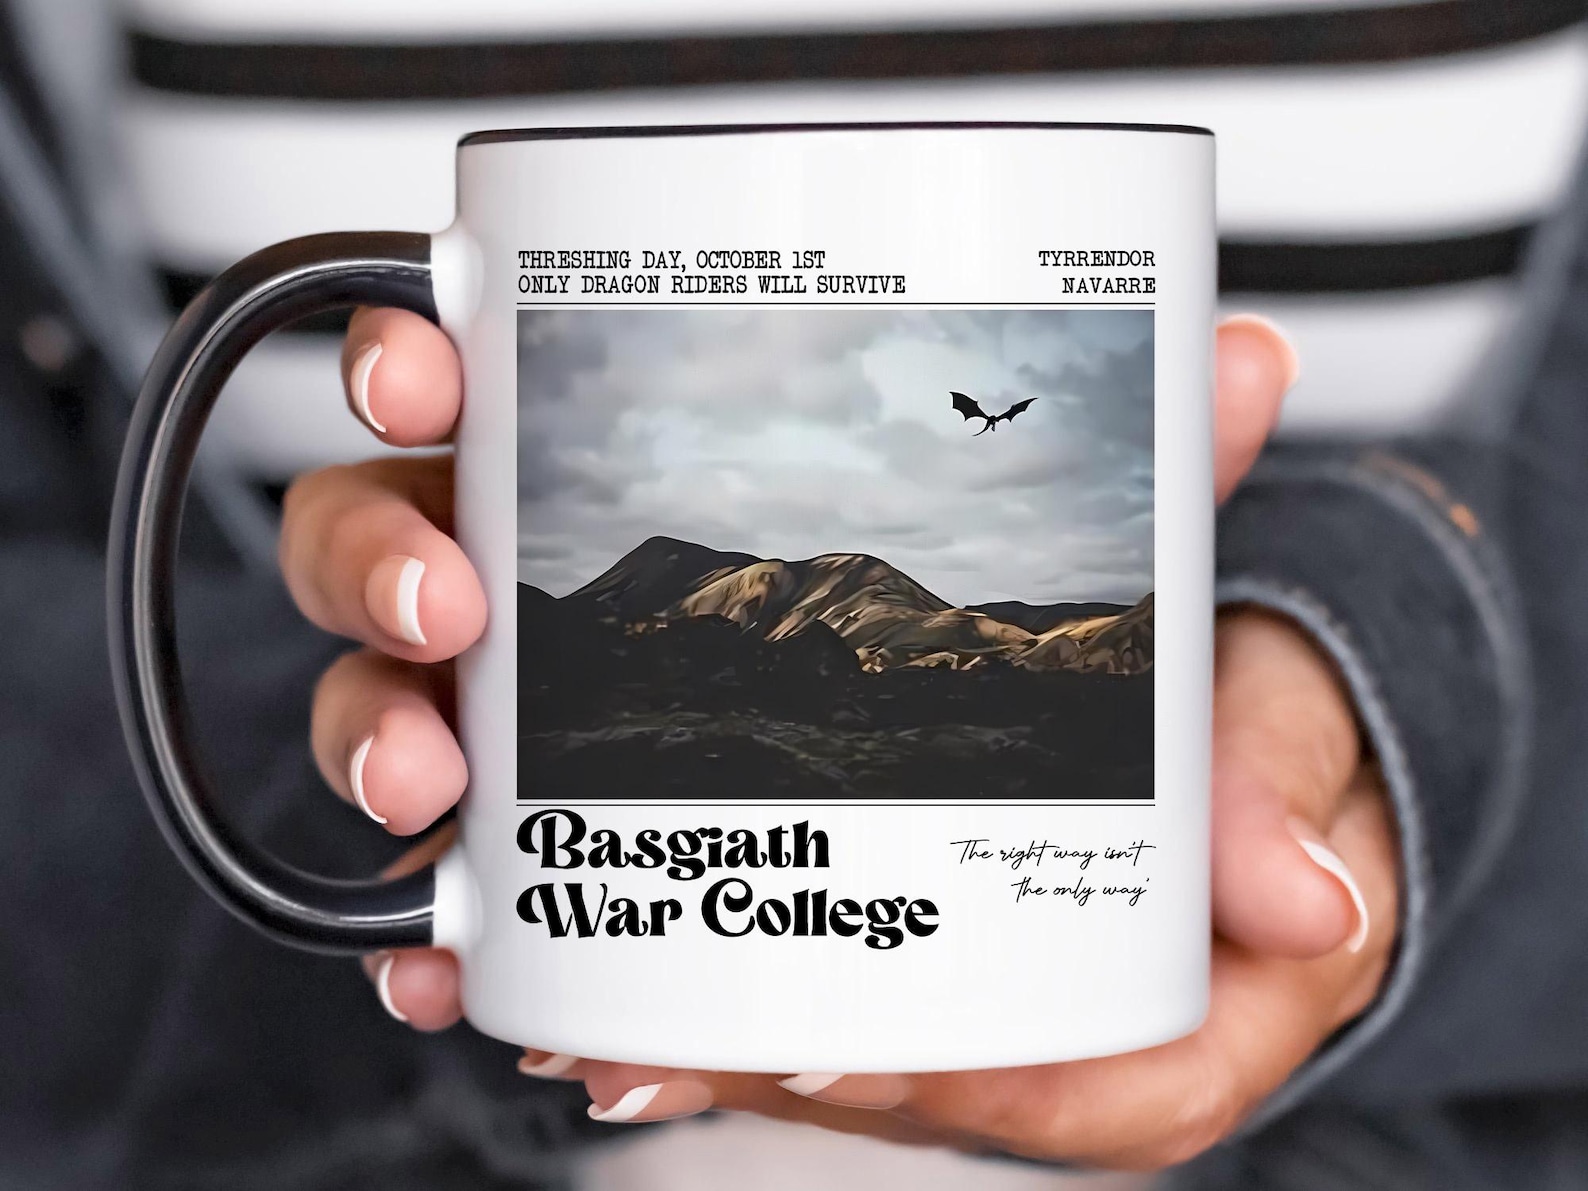 THRESHING DAY, OCTOBER 1ST
ONLY DRAGON RIDERS WILL SURVIVE
TYRRENDOR
NAVARRE
Basgiath
War College
'The right way isn't
the only way'